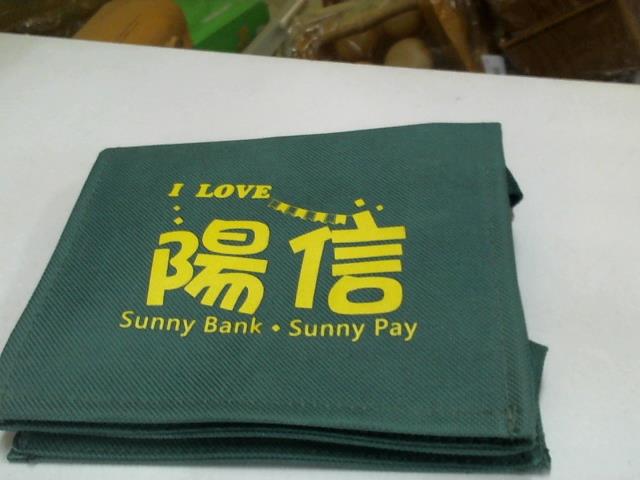 I LOVE
陽信
Sunny Bank • Sunny Pay